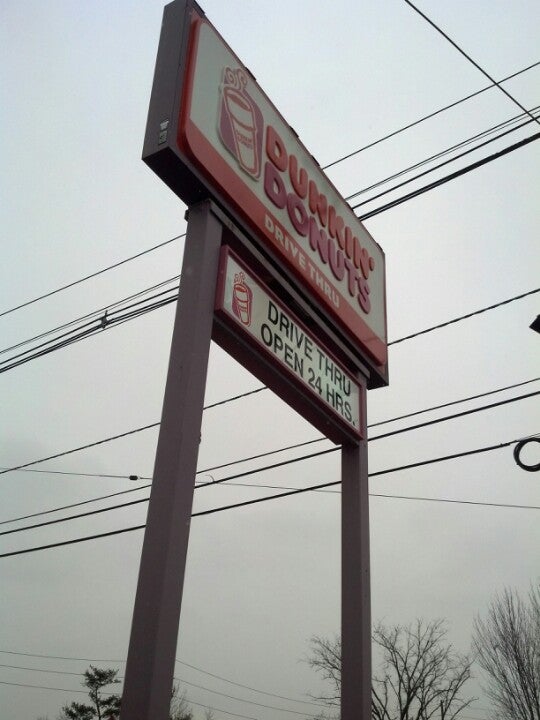 DUNKIN'
DONUTS
DRIVE THRU
DRIVE THRU
OPEN 24 HRS.